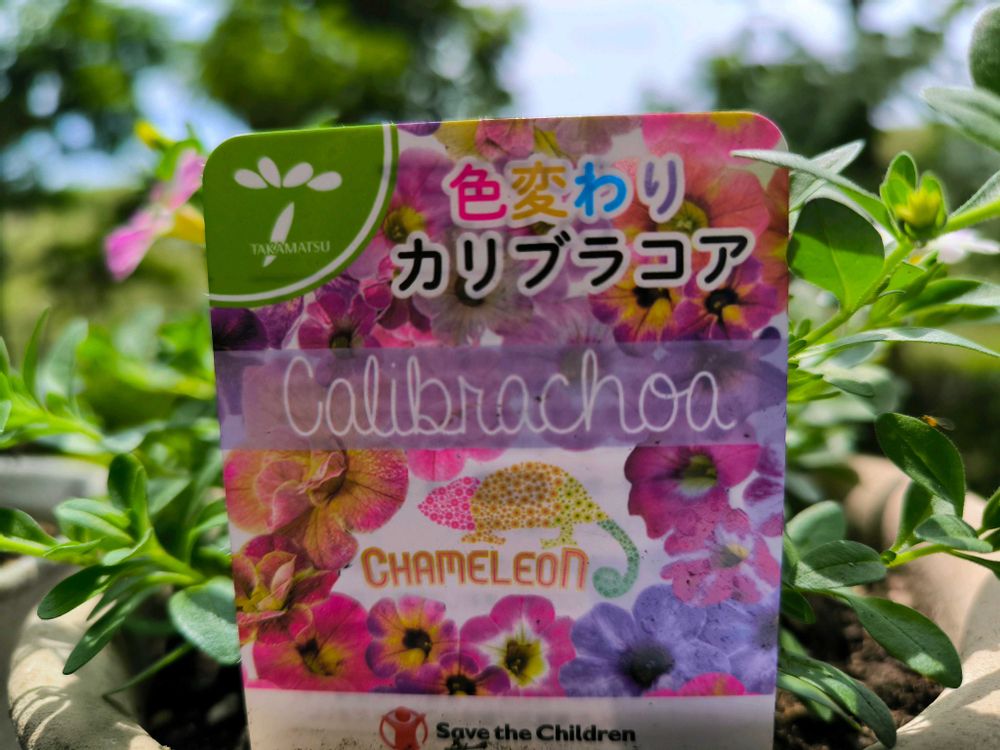 TAKAMATSU
色変わり
カリブラコア
Calibrachoa
CHAMELEON
Save the Children